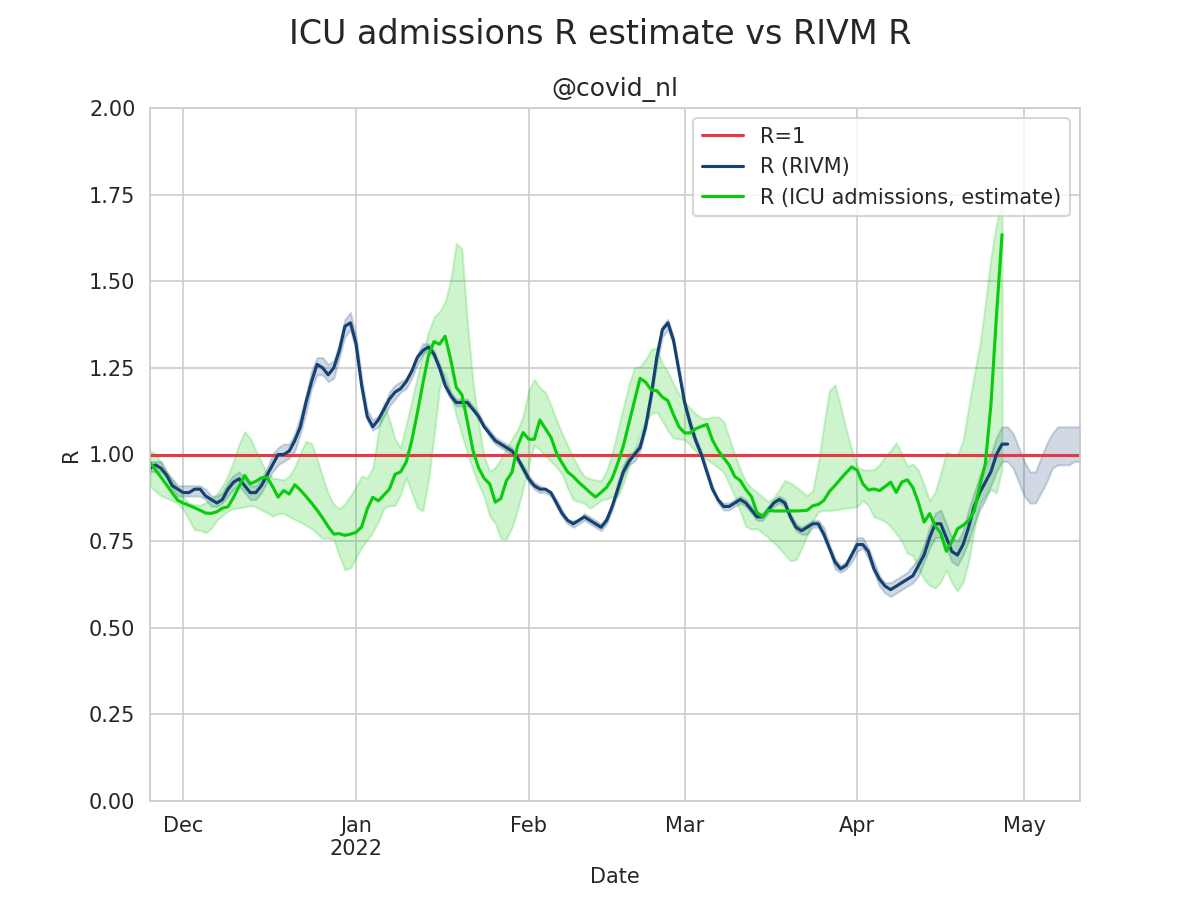 ICU admissions R estimate vs RIVM R
@covid_nl
2.00
1.75
1.50
1.25
1.00
0.75
0.50
0.25
0.00
R
R=1
R (RIVM)
R (ICU admissions, estimate)
Dec
Jan
2022
Feb
Mar
Apr
May
Date